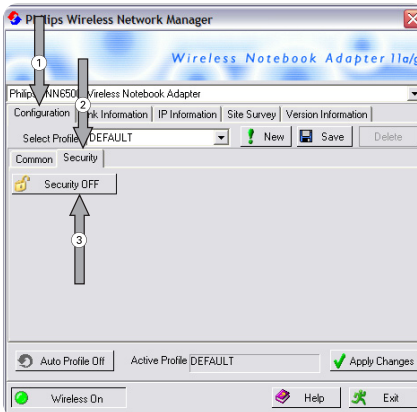 Philips Wireless Network Manager
Wireless Notebook Adapter 11a/g
Wireless Notebook Adapter
Configuration Link Information IP Information Site Survey Version Information
Select Profile DEFAULT New Save Delete
Common Security
Security OFF
Auto Profile Off Active Profile DEFAULT Apply Changes
Wireless On Help Exit
1
2
3